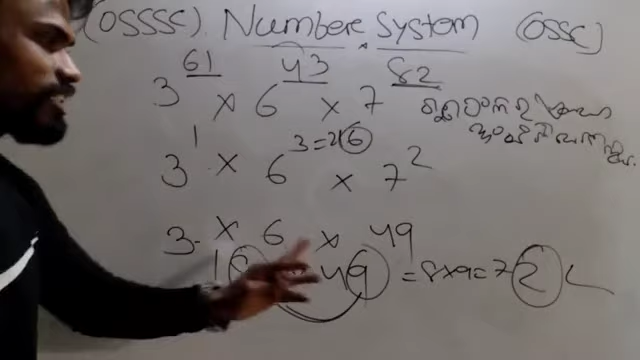 (OSSSC) Number System (OSSC)
3^61 × 6^43 × 7^82
3^1 × 6^3=216 × 7^2
3 × 6 × 49
18 49 = 8×9=72